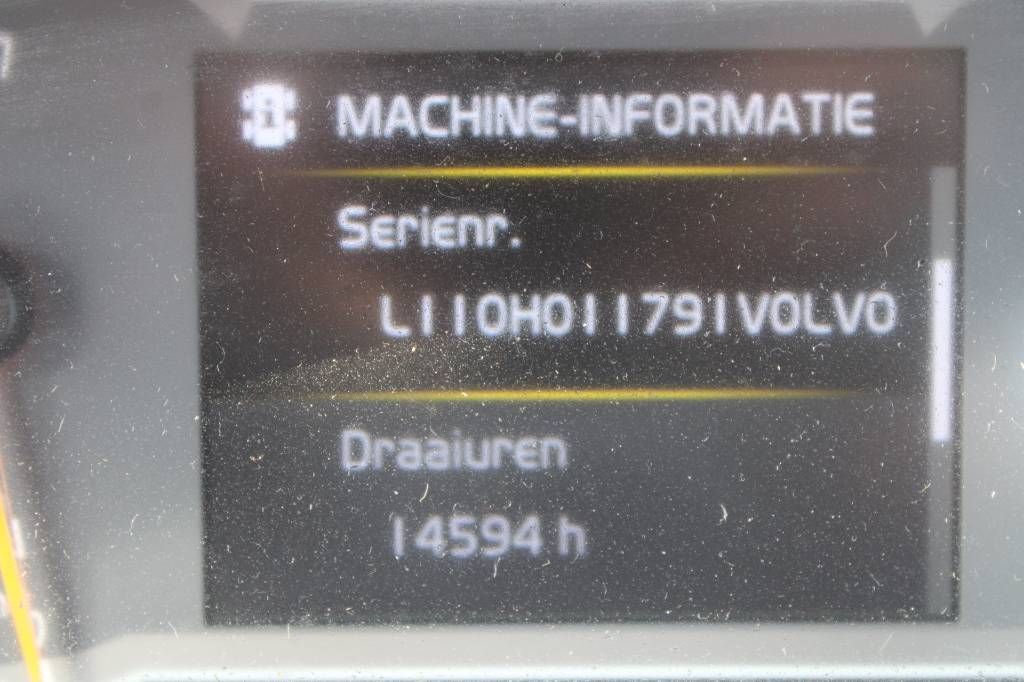 MACHINE-INFORMATIE
Serienr.
L110H011791VOLVO
Draaiuren
14594 h